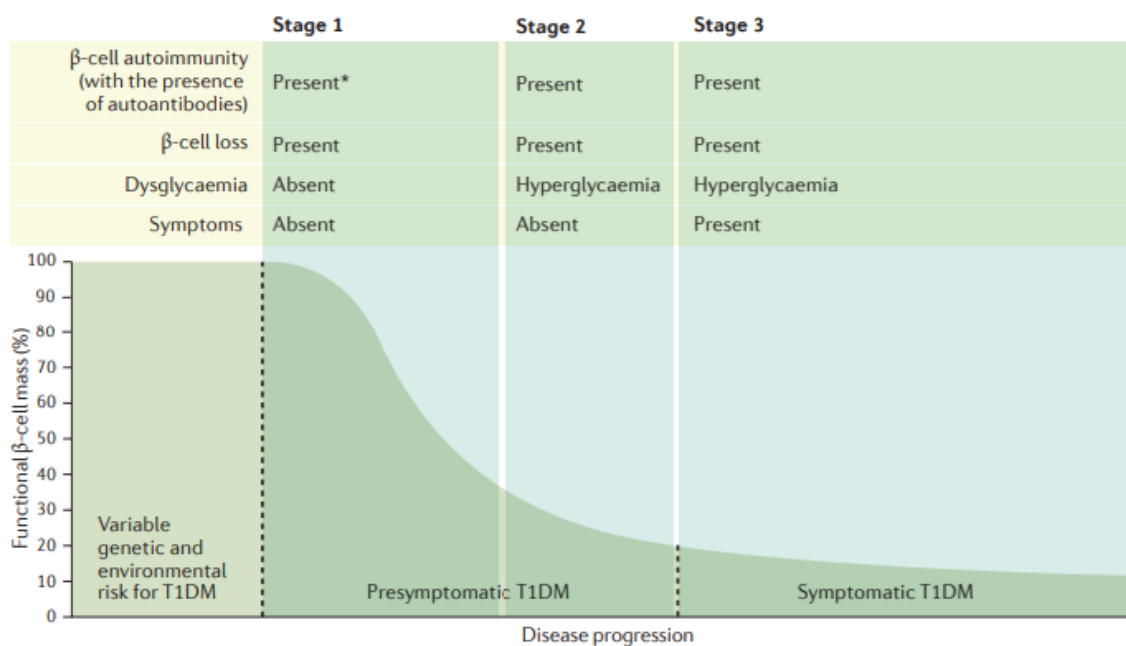 Stage 1 Stage 2 Stage 3
β-cell autoimmunity
(with the presence
of autoantibodies)
Present* Present Present
β-cell loss Present Present Present
Dysglycaemia Absent Hyperglycaemia Hyperglycaemia
Symptoms Absent Absent Present
Functional β-cell mass (%)
100
90
80
70
60
50
40
30
20
10
0
Variable
genetic and
environmental
risk for T1DM
Presymptomatic T1DM
Symptomatic T1DM
Disease progression